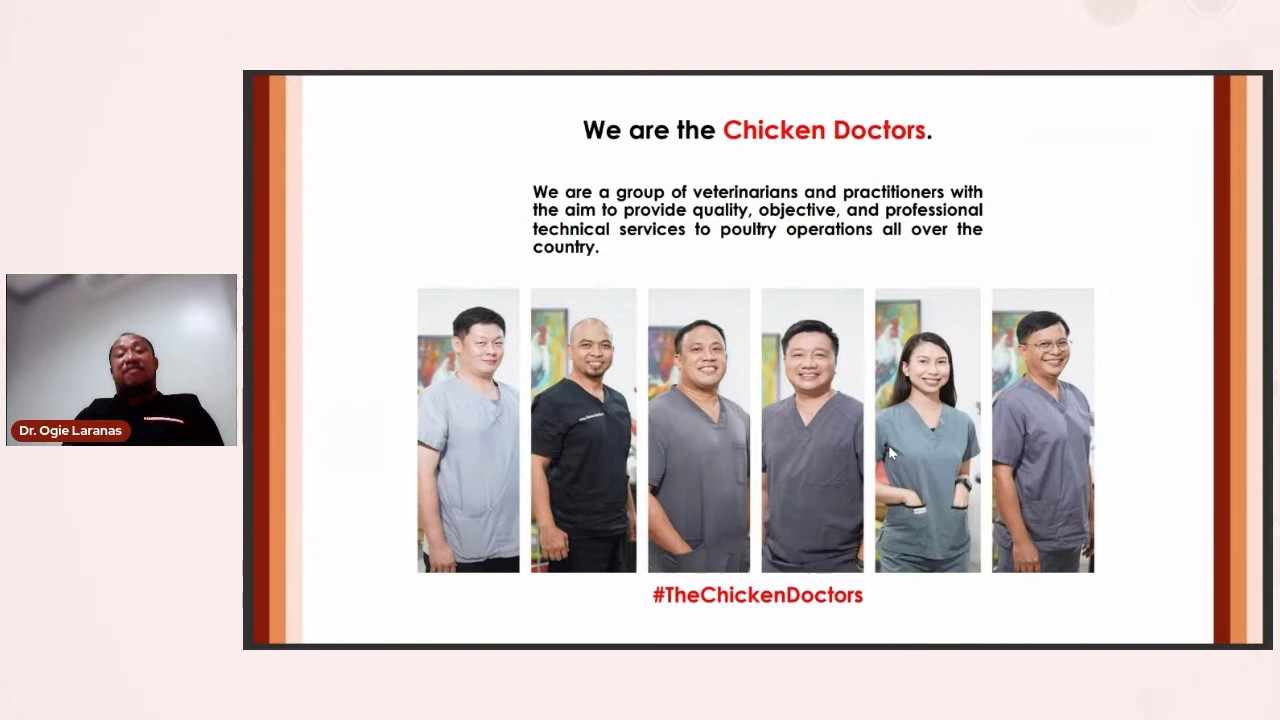 We are the Chicken Doctors.
We are a group of veterinarians and practitioners with
the aim to provide quality, objective, and professional
technical services to poultry operations all over the
country.
Dr. Ogie Laranas
#TheChickenDoctors